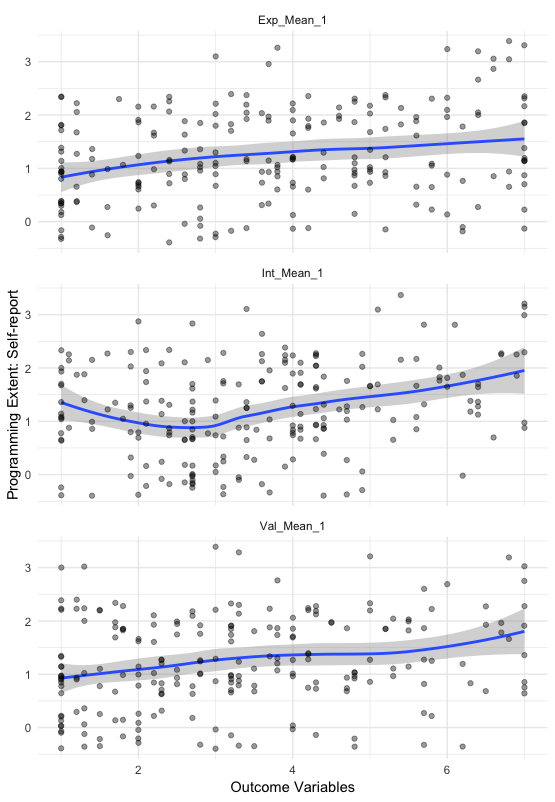 Exp_Mean_1
3
2
1
0
Int_Mean_1
3
2
1
0
Programming Extent: Self-report
Val_Mean_1
3
2
1
0
2 4 6
Outcome Variables